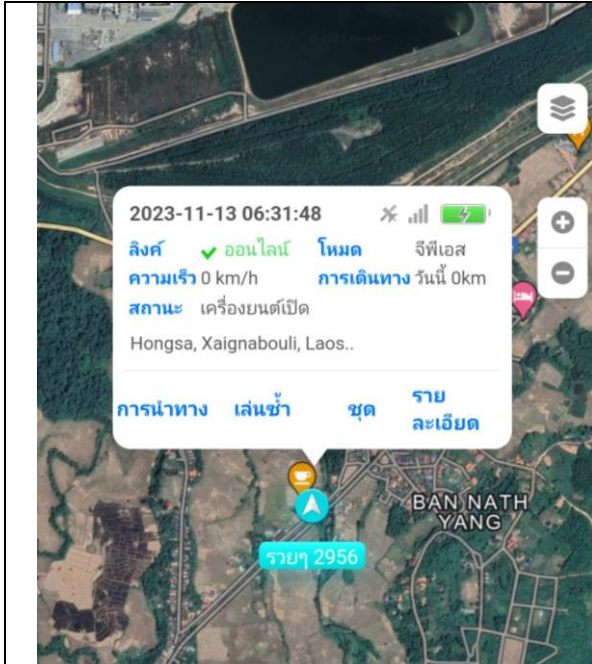 2023-11-13 06:31:48
ลิงค์ ออนไลน์ โหมด จีพีเอส
ความเร็ว 0 km/h การเดินทาง วันนี้ 0km
สถานะ เครื่องยนต์เปิด
Hongsa, Xaignabouli, Laos..
การนำทาง เล่นซ้ำ ชุด ราย
ละเอียด
BAN NATH
YANG
รวยๆ 2956